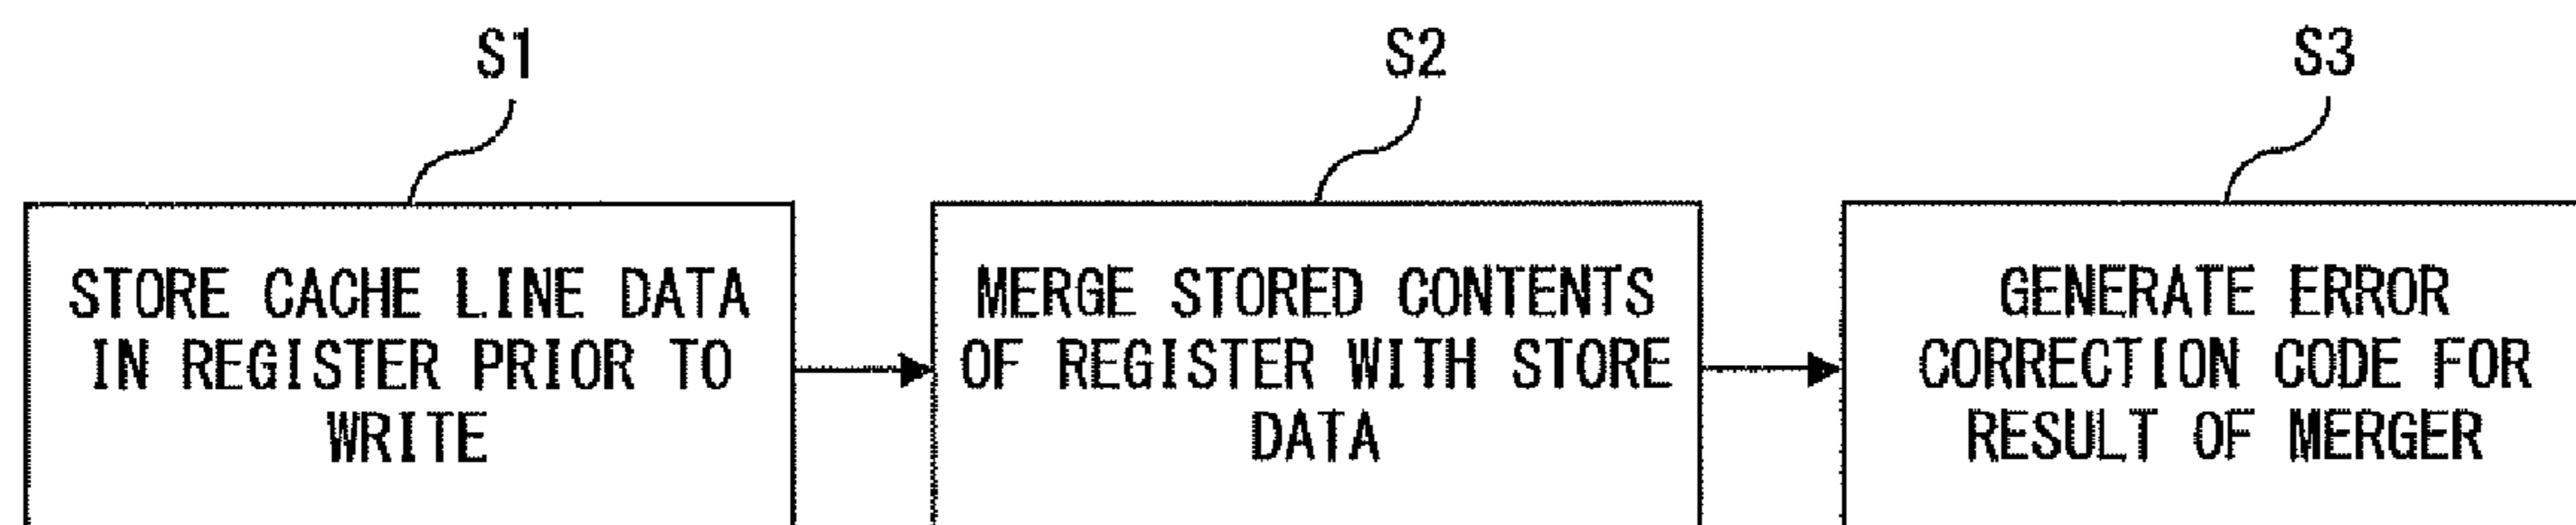 S1
S2
S3
STORE CACHE LINE DATA
IN REGISTER PRIOR TO
WRITE
MERGE STORED CONTENTS
OF REGISTER WITH STORE
DATA
GENERATE ERROR
CORRECTION CODE FOR
RESULT OF MERGER